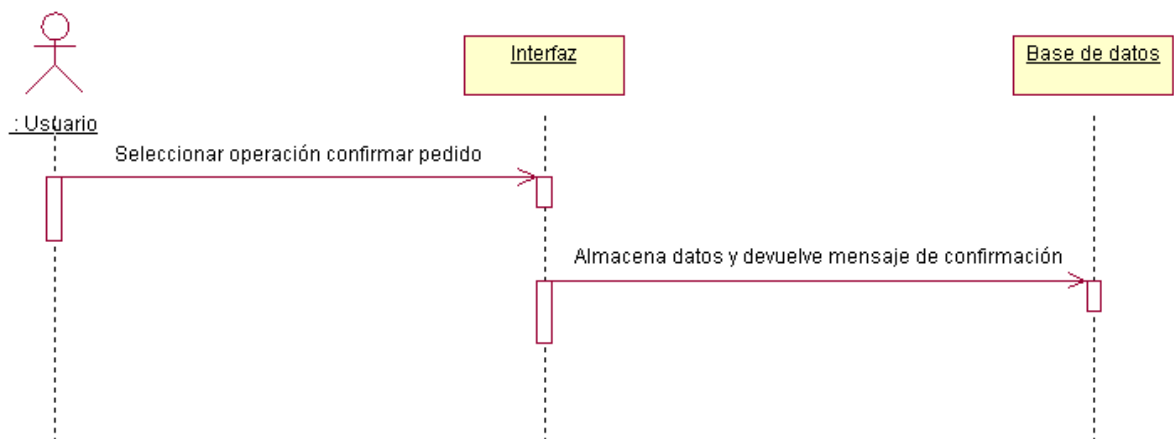 Interfaz
Base de datos
: Usuario
Seleccionar operación confirmar pedido
Almacena datos y devuelve mensaje de confirmación